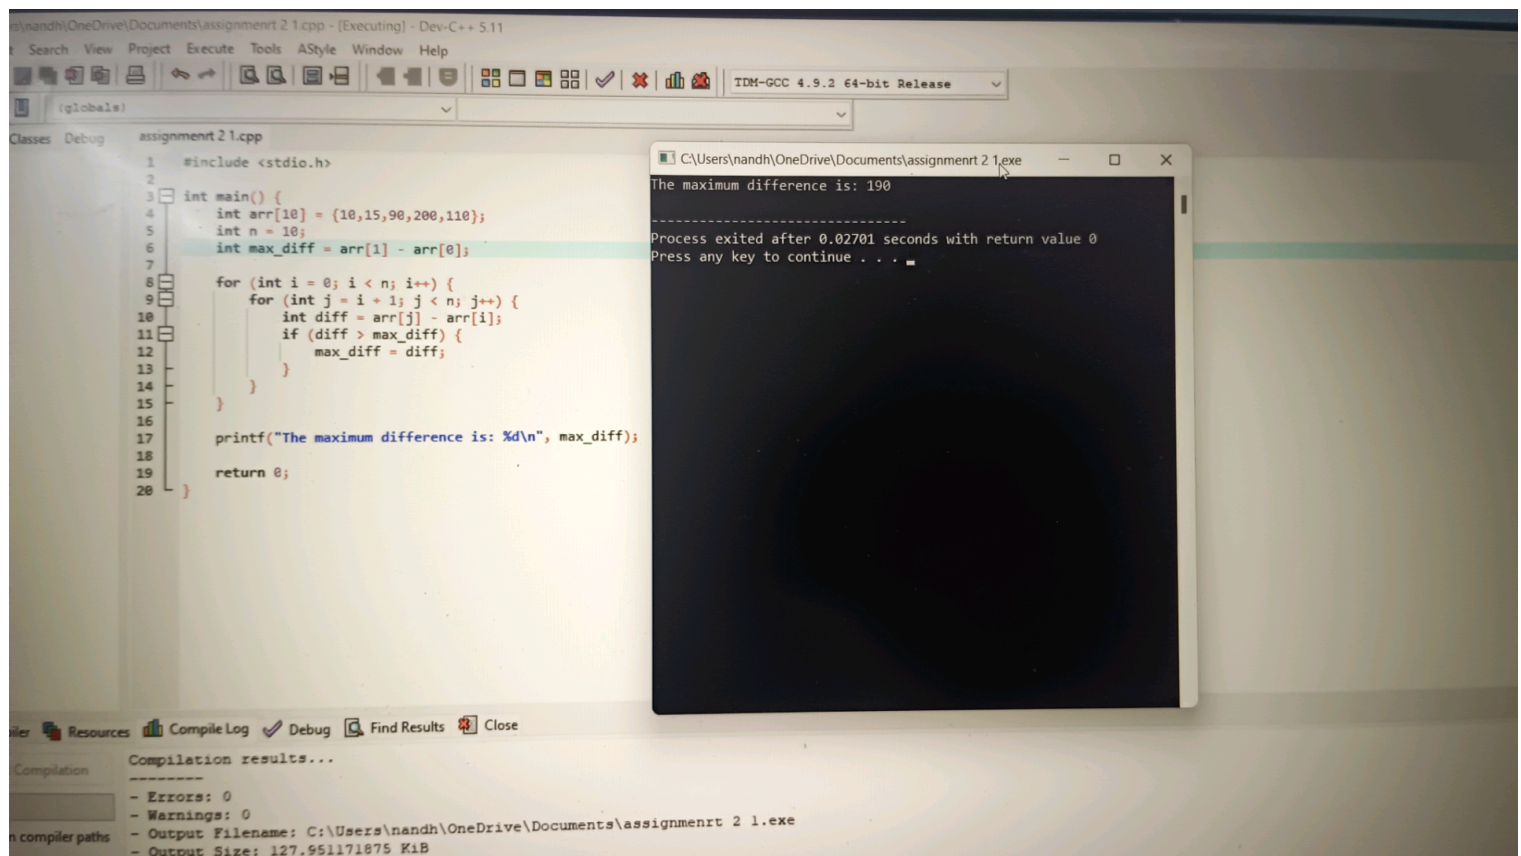 s\nandh\OneDrive\Documents\assignmenrt 2 1.cpp - [Executing] - Dev-C++ 5.11
t Search View Project Execute Tools AStyle Window Help
TDM-GCC 4.9.2 64-bit Release
(globals)
Classes Debug assignmenrt 2 1.cpp
1 #include <stdio.h>
2
3 int main() {
4 int arr[10] = {10,15,90,200,110};
5 int n = 10;
6 int max_diff = arr[1] - arr[0];
7
8 for (int i = 0; i < n; i++) {
9 for (int j = i + 1; j < n; j++) {
10 int diff = arr[j] - arr[i];
11 if (diff > max_diff) {
12 max_diff = diff;
13 }
14 }
15 }
16
17 printf("The maximum difference is: %d\n", max_diff);
18
19 return 0;
20 }
C:\Users\nandh\OneDrive\Documents\assignmenrt 2 1.exe
The maximum difference is: 190
--------------------------------
Process exited after 0.02701 seconds with return value 0
Press any key to continue . . .
iler Resources Compile Log Debug Find Results Close
Compilation
n compiler paths
Compilation results...
--------
- Errors: 0
- Warnings: 0
- Output Filename: C:\Users\nandh\OneDrive\Documents\assignmenrt 2 1.exe
- Output Size: 127.951171875 KiB